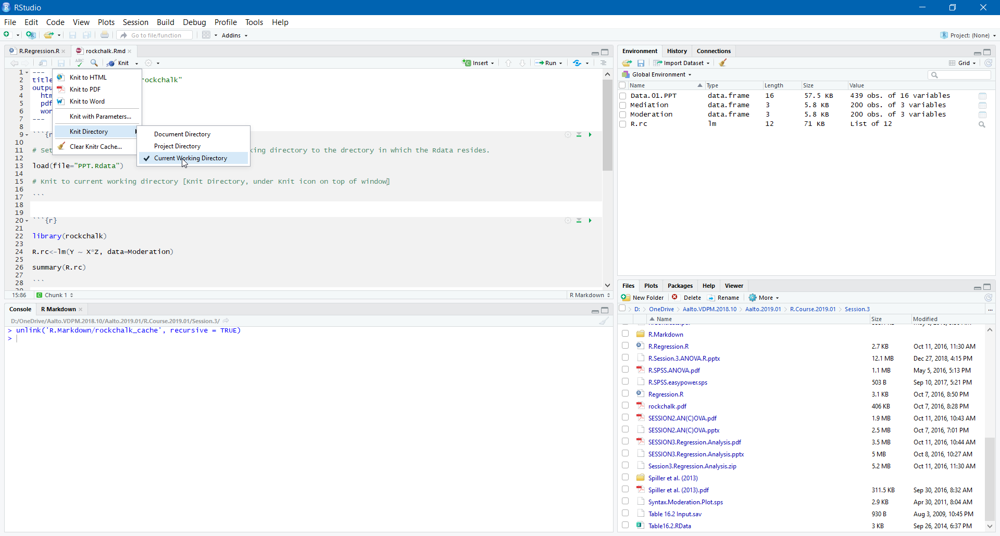 RStudio
File Edit Code View Plots Session Build Debug Profile Tools Help
Go to file/function Addins Project: (None)
R.Regression.R rockchalk.Rmd
ABC Knit Insert Run
1 ---
2 title rockchalk"
3 outpu
4 htm
5 pdf
6 wor
7 ---
8
9 ```{r
10
11 # Set king directory to the drectory in which the Rdata resides.
12
13 load(file="PPT.Rdata")
14
15 # Knit to current working directory [Knit Directory, under Knit icon on top of window]
16
17 ```
18
19
20 ```{r}
21
22 library(rockchalk)
23
24 R.rc<-lm(Y ~ X*Z, data=Moderation)
25
26 summary(R.rc)
27
28 ```
29
15:86 C Chunk 1 R Markdown
Knit to HTML
Knit to PDF
Knit to Word
Knit with Parameters...
Knit Directory
Clear Knitr Cache...
Document Directory
Project Directory
Current Working Directory
Console R Markdown
D:/OneDrive/Aalto.VDPM.2018.10/Aalto.2019.01/R.Course.2019.01/Session.3/
> unlink('R.Markdown/rockchalk_cache', recursive = TRUE)
>
Environment History Connections
Import Dataset Grid
Global Environment
Name Type Length Size Value
Data.01.PPT data.frame 16 57.5 KB 439 obs. of 16 variables
Mediation data.frame 3 5.8 KB 200 obs. of 3 variables
Moderation data.frame 3 5.8 KB 200 obs. of 3 variables
R.rc lm 12 71 KB List of 12
Files Plots Packages Help Viewer
New Folder Delete Rename More
D: OneDrive Aalto.VDPM.2018.10 Aalto.2019.01 R.Course.2019.01 Session.3 ...
Name Size Modified
R.Markdown
R.Regression.R 2.7 KB Oct 11, 2016, 11:30 AM
R.Session.3.ANOVA.R.pptx 12.1 MB Dec 27, 2018, 4:15 PM
R.SPSS.ANOVA.pdf 1.1 MB May 5, 2016, 5:13 PM
R.SPSS.easypower.sps 503 B Sep 10, 2017, 5:21 PM
Regression.R 3.1 KB Oct 7, 2016, 8:50 PM
rockchalk.pdf 406 KB Oct 7, 2016, 8:28 PM
SESSION2.AN(C)OVA.pdf 1.9 MB Oct 11, 2016, 10:43 AM
SESSION2.AN(C)OVA.pptx 2.5 MB Oct 7, 2016, 7:01 PM
SESSION3.Regression.Analysis.pdf 3.5 MB Oct 11, 2016, 10:44 AM
SESSION3.Regression.Analysis.pptx 5 MB Oct 8, 2016, 10:27 AM
Session3.Regression.Analysis.zip 5.2 MB Oct 11, 2016, 11:30 AM
Spiller et al. (2013)
Spiller et al. (2013).pdf 311.5 KB Sep 30, 2016, 8:32 AM
Syntax.Moderation.Plot.sps 2.9 KB Apr 30, 2011, 8:04 AM
Table 16.2 Input.sav 930 B Aug 3, 2009, 10:45 PM
Table16.2.RData 3 KB Sep 26, 2014, 6:37 PM